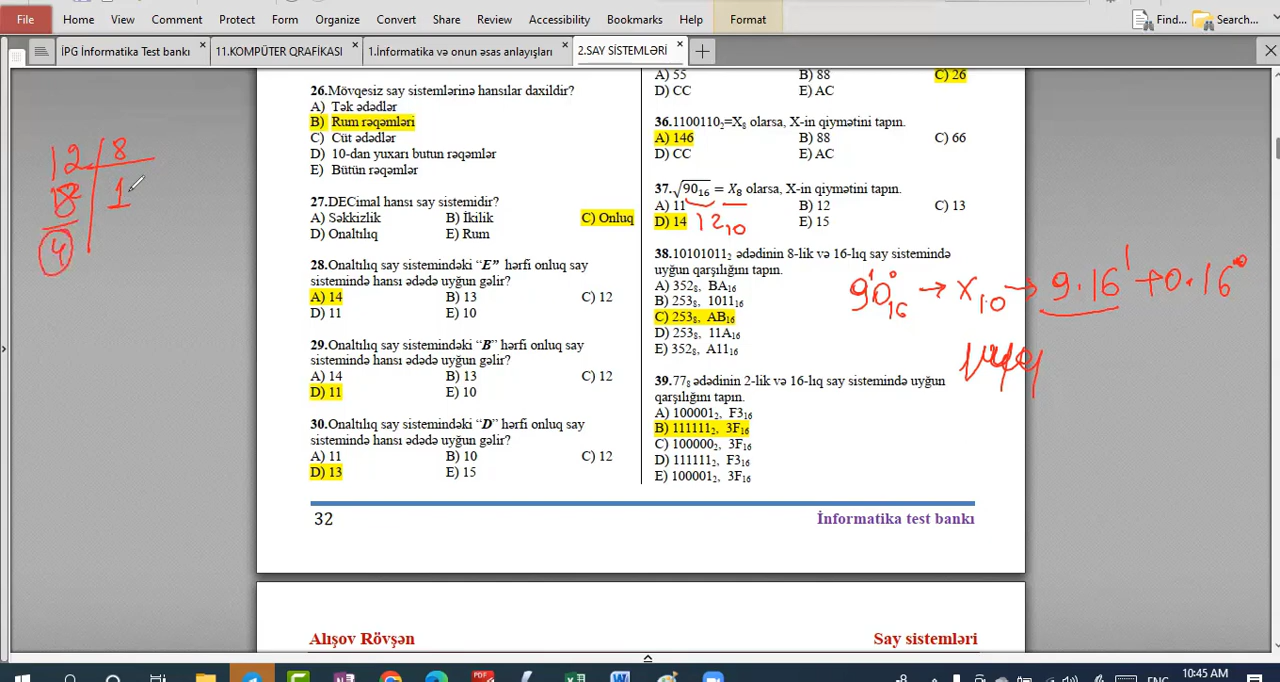 File Home View Comment Protect Form Organize Convert Share Review Accessibility Bookmarks Help Format Find... Search...
İPG İnformatika Test bankı 11.KOMPÜTER QRAFİKASI 1.İnformatika və onun əsas anlayışları 2.SAY SİSTEMLƏRİ
26.Mövqesiz say sistemlərinə hansılar daxildir?
A) Tək ədədlər
B) Rum rəqəmləri
C) Cüt ədədlər
D) 10-dan yuxarı butun rəqəmlər
E) Bütün rəqəmlər
27.DECimal hansı say sistemidir?
A) Səkkizlik B) İkilik C) Onluq
D) Onaltılıq E) Rum
28.Onaltılıq say sistemindəki “E” hərfi onluq say
sistemində hansı ədədə uyğun gəlir?
A) 14 B) 13 C) 12
D) 11 E) 10
29.Onaltılıq say sistemindəki “B” hərfi onluq say
sistemində hansı ədədə uyğun gəlir?
A) 14 B) 13 C) 12
D) 11 E) 10
30.Onaltılıq say sistemindəki “D” hərfi onluq say
sistemində hansı ədədə uyğun gəlir?
A) 11 B) 10 C) 12
D) 13 E) 15
A) 55 B) 88 C) 26
D) CC E) AC
36.1100110₂=X₈ olarsa, X-in qiymətini tapın.
A) 146 B) 88 C) 66
D) CC E) AC
37.√90₁₆ = X₈ olarsa, X-in qiymətini tapın.
A) 11 B) 12 C) 13
D) 14 E) 15
12₁₀
38.10101011₂ ədədinin 8-lik və 16-lıq say sistemində
uyğun qarşılığını tapın.
A) 352₈, BA₁₆
B) 253₈, 1011₁₆
C) 253₈, AB₁₆
D) 253₈, 11A₁₆
E) 352₈, A11₁₆
39.77₈ ədədinin 2-lik və 16-lıq say sistemində uyğun
qarşılığını tapın.
A) 100001₂, F3₁₆
B) 111111₂, 3F₁₆
C) 100000₂, 3F₁₆
D) 111111₂, F3₁₆
E) 100001₂, 3F₁₆
12 8
8 1
4
9¹0⁰₁₆ → X₁₀ → 9·16¹+0·16⁰
32 İnformatika test bankı
Alışov Rövşən Say sistemləri
ENG 10:45 AM